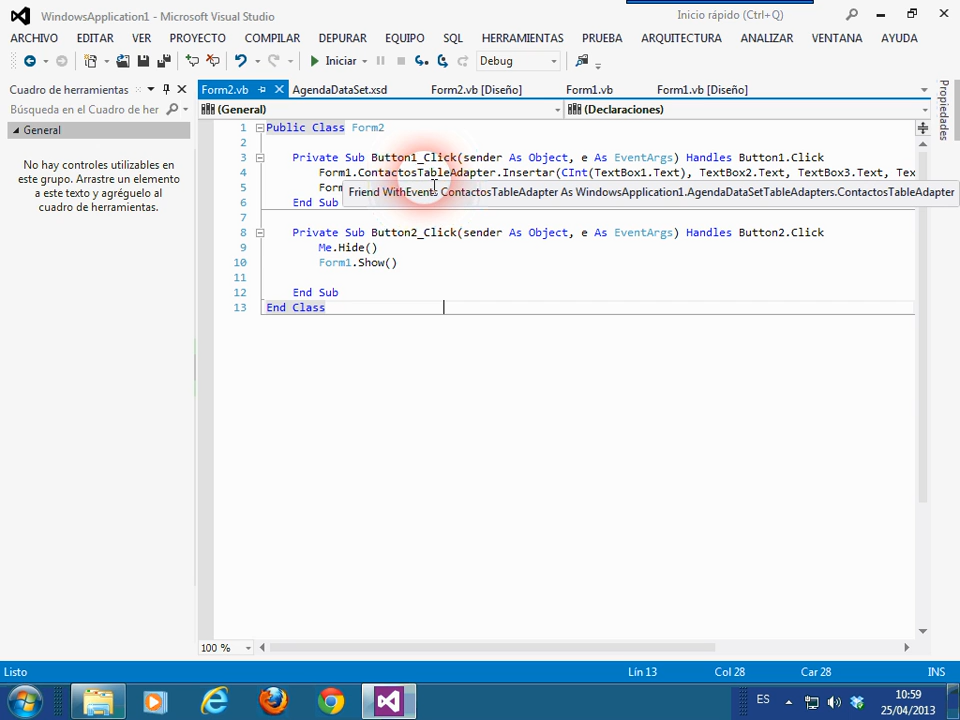 WindowsApplication1 - Microsoft Visual Studio
Inicio rápido (Ctrl+Q)
ARCHIVO EDITAR VER PROYECTO COMPILAR DEPURAR EQUIPO SQL HERRAMIENTAS PRUEBA ARQUITECTURA ANALIZAR VENTANA AYUDA
Iniciar Debug
Cuadro de herramientas
Form2.vb AgendaDataSet.xsd Form2.vb [Diseño] Form1.vb Form1.vb [Diseño]
Propiedades
Búsqueda en el Cuadro de her
(General) (Declaraciones)
General
No hay controles utilizables en
este grupo. Arrastre un elemento
a este texto y agréguelo al
cuadro de herramientas.
1 Public Class Form2
2
3 Private Sub Button1_Click(sender As Object, e As EventArgs) Handles Button1.Click
4 Form1.ContactosTableAdapter.Insertar(CInt(TextBox1.Text), TextBox2.Text, TextBox3.Text, Tex
5 For
Friend WithEvents ContactosTableAdapter As WindowsApplication1.AgendaDataSetTableAdapters.ContactosTableAdapter
6 End Sub
7
8 Private Sub Button2_Click(sender As Object, e As EventArgs) Handles Button2.Click
9 Me.Hide()
10 Form1.Show()
11
12 End Sub
13 End Class
100 %
Listo Lín 13 Col 28 Car 28 INS
ES 10:59
25/04/2013